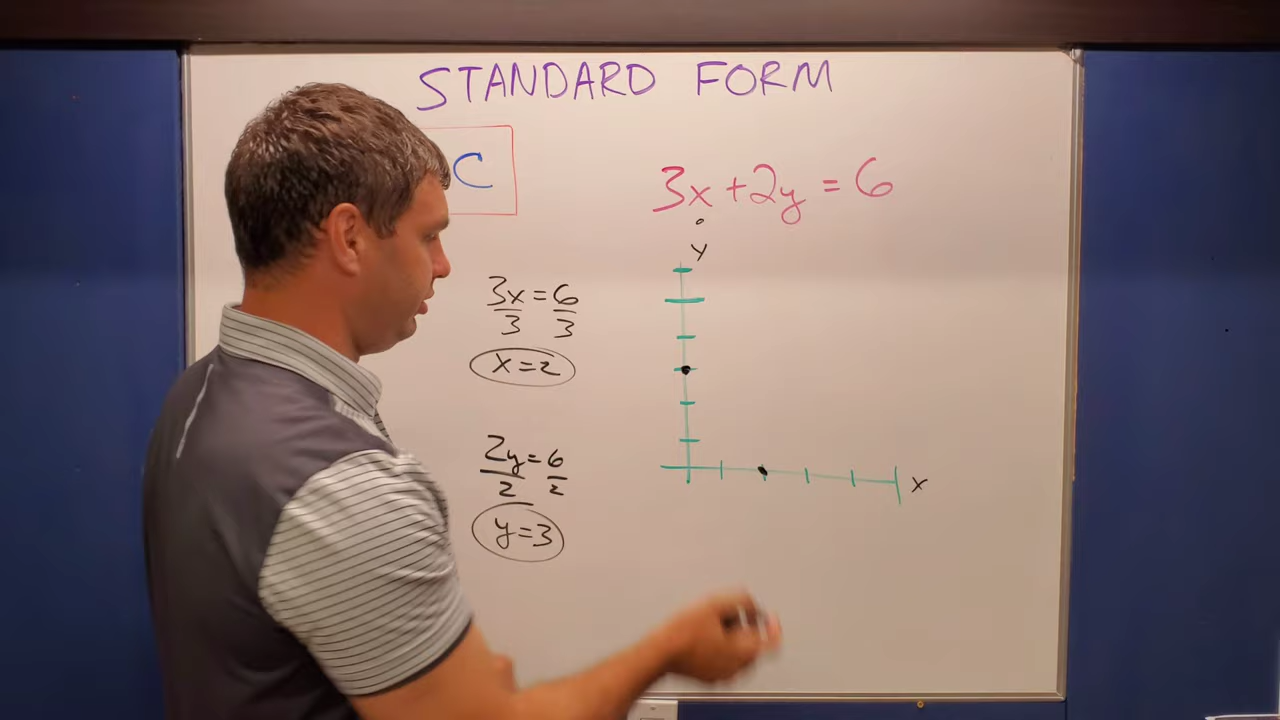 STANDARD FORM
C
3x+2y=6
y
3x=6
3 3
x=2
2y=6
2 2
y=3
x